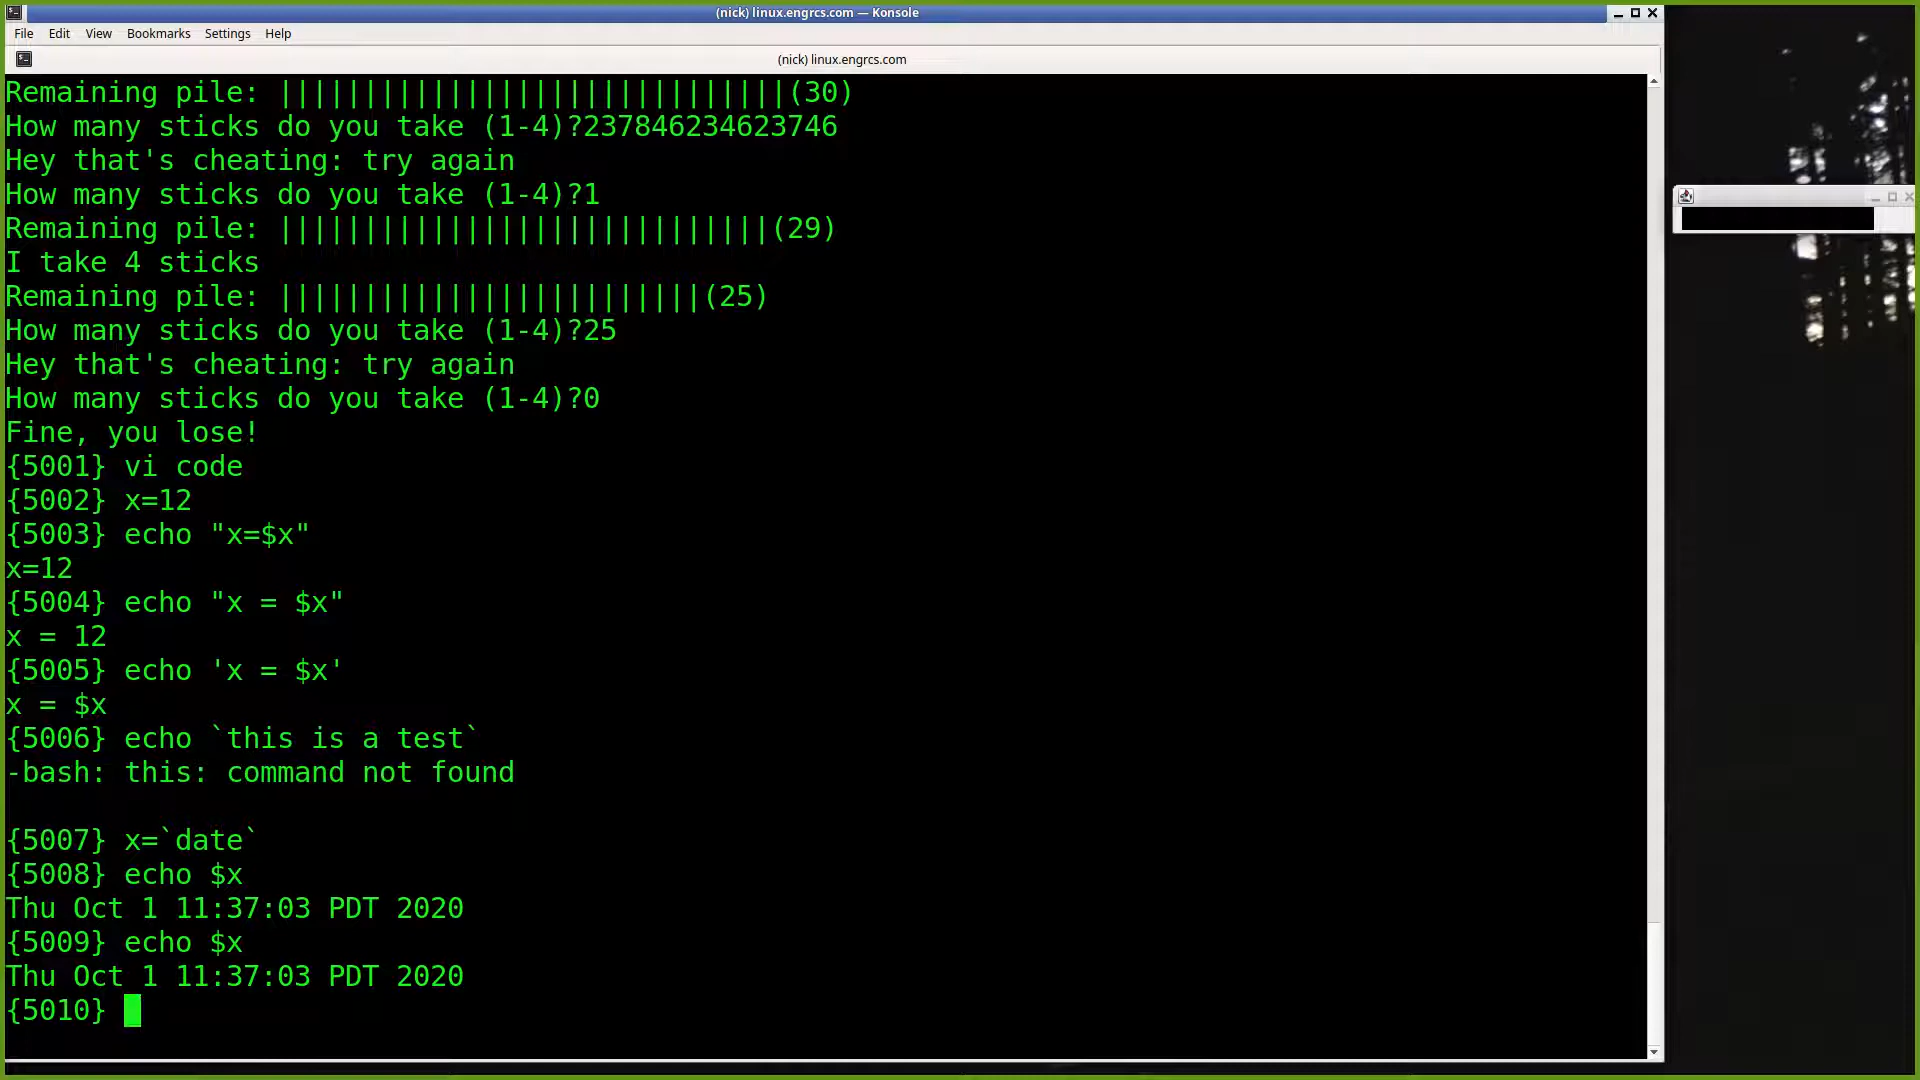 (nick) linux.engrcs.com — Konsole
File Edit View Bookmarks Settings Help
(nick) linux.engrcs.com
Remaining pile: ||||||||||||||||||||||||||||||(30)
How many sticks do you take (1-4)?237846234623746
Hey that's cheating: try again
How many sticks do you take (1-4)?1
Remaining pile: |||||||||||||||||||||||||||||(29)
I take 4 sticks
Remaining pile: |||||||||||||||||||||||||(25)
How many sticks do you take (1-4)?25
Hey that's cheating: try again
How many sticks do you take (1-4)?0
Fine, you lose!
{5001} vi code
{5002} x=12
{5003} echo "x=$x"
x=12
{5004} echo "x = $x"
x = 12
{5005} echo 'x = $x'
x = $x
{5006} echo `this is a test`
-bash: this: command not found
{5007} x=`date`
{5008} echo $x
Thu Oct 1 11:37:03 PDT 2020
{5009} echo $x
Thu Oct 1 11:37:03 PDT 2020
{5010}